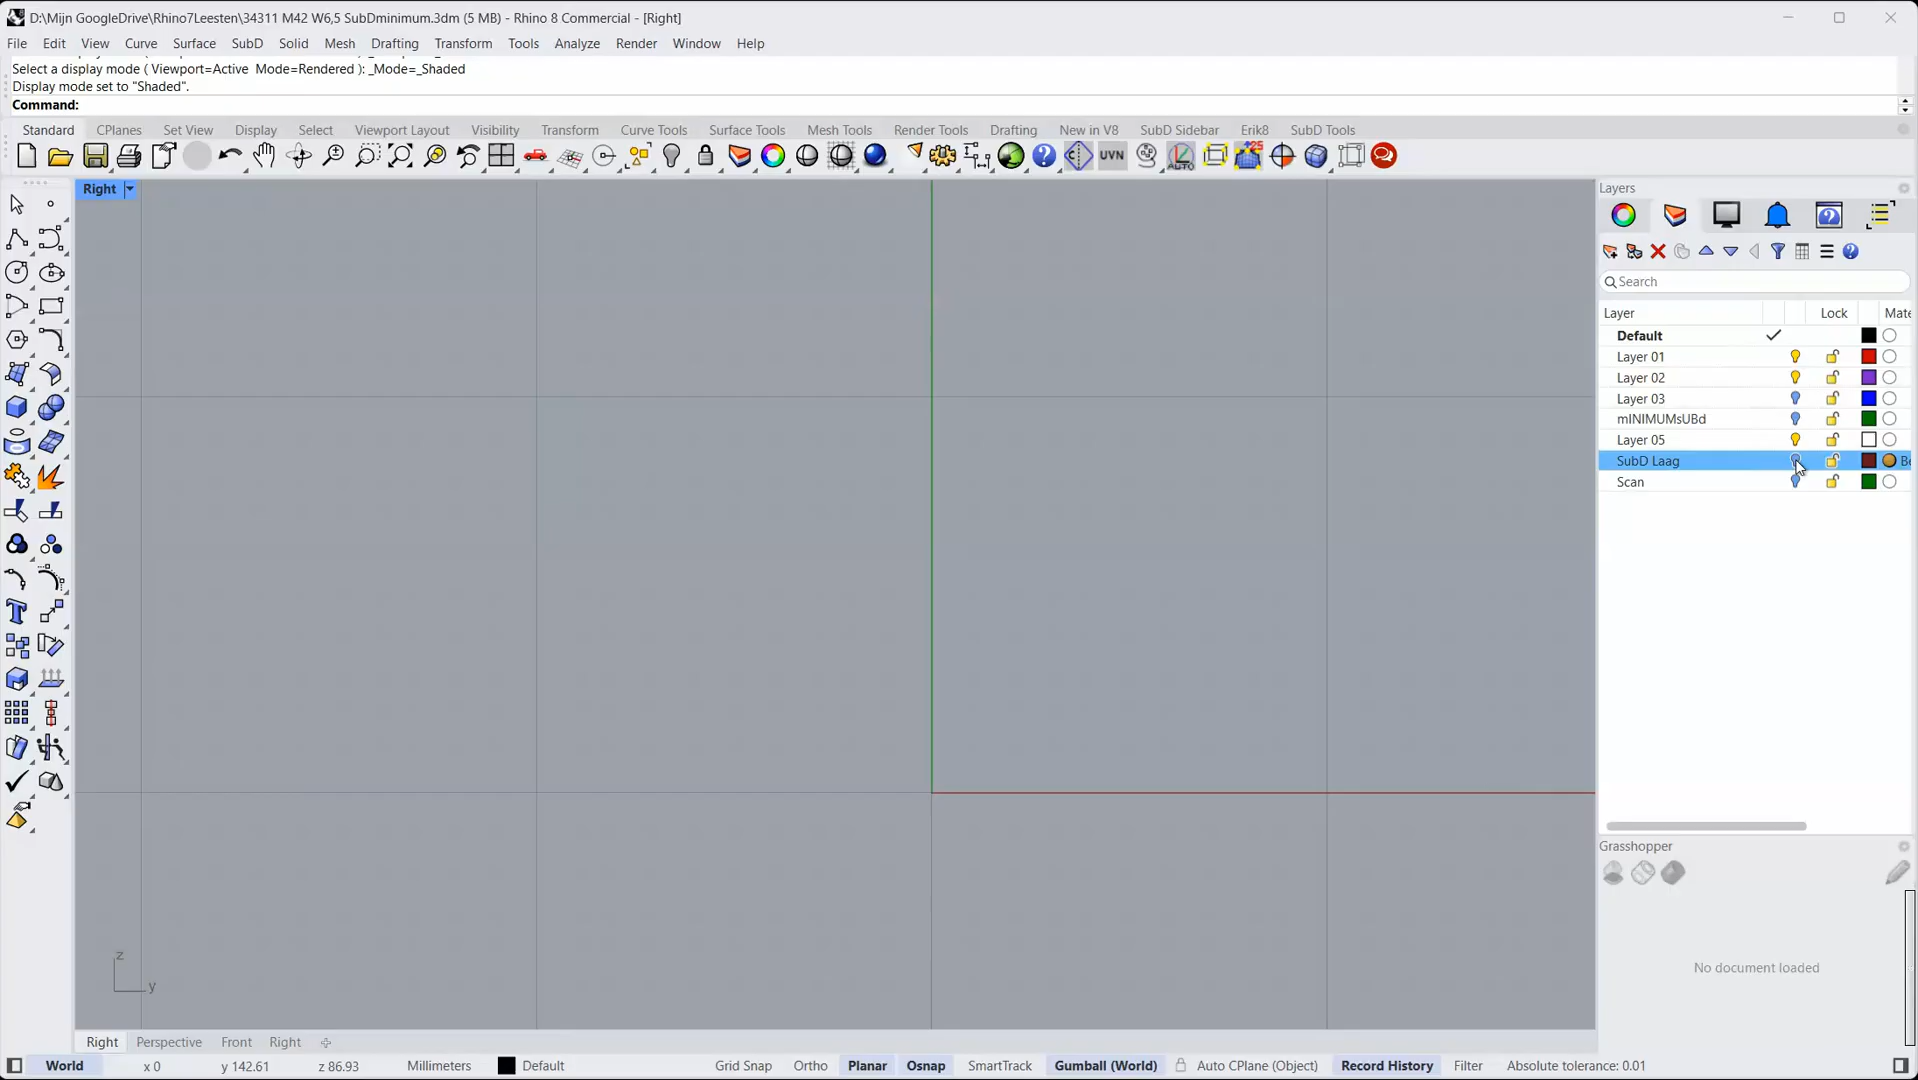 D:\Mijn GoogleDrive\Rhino7Leesten\34311 M42 W6,5 SubDminimum.3dm (5 MB) - Rhino 8 Commercial - [Right]
File Edit View Curve Surface SubD Solid Mesh Drafting Transform Tools Analyze Render Window Help
Select a display mode ( Viewport=Active Mode=Rendered ): _Mode=_Shaded
Display mode set to "Shaded".
Command:
Standard CPlanes Set View Display Select Viewport Layout Visibility Transform Curve Tools Surface Tools Mesh Tools Render Tools Drafting New in V8 SubD Sidebar Erik8 SubD Tools
UVN AUTO +25
Right
Layers
Search
Layer Lock Mate
Default
Layer 01
Layer 02
Layer 03
mINIMUMsUBd
Layer 05
SubD Laag Be
Scan
Grasshopper
No document loaded
z
y
Right Perspective Front Right
World x 0 y 142.61 z 86.93 Millimeters Default Grid Snap Ortho Planar Osnap SmartTrack Gumball (World) Auto CPlane (Object) Record History Filter Absolute tolerance: 0.01